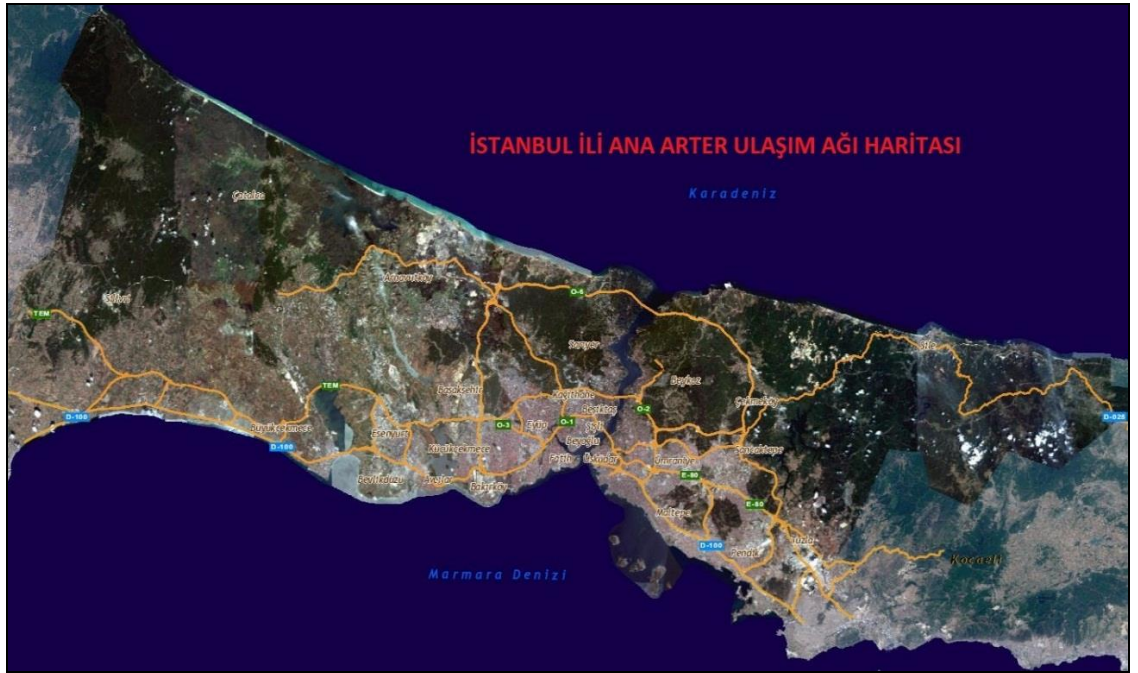 İSTANBUL İLİ ANA ARTER ULAŞIM AĞI HARİTASI
Karadeniz
Çatalca
Arnavutköy
Silivri
O-6
TEM
Sarıyer
Şile
TEM
Başakşehir
Kağıthane
Beykoz
Çekmeköy
D-100
Beşiktaş
O-2
D-020
Büyükçekmece
O-3
Eyüp
O-1
Şişli
Esenyurt
Beyoğlu
D-100
Küçükçekmece
Fatih
Üsküdar
Ümraniye
Sancaktepe
Beylikdüzü
Avcılar
Bakırköy
E-80
E-80
Maltepe
D-100
Pendik
Tuzla
Kocaeli
Marmara Denizi